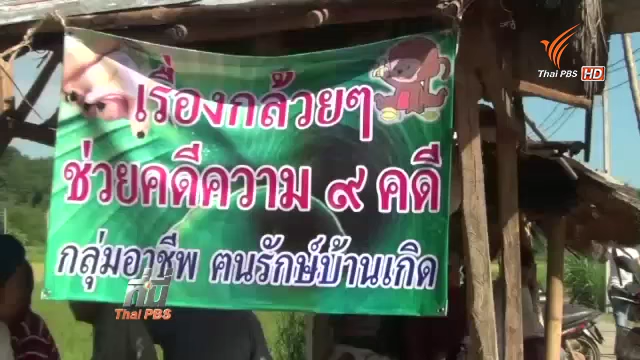 เรื่องกล้วยๆ
ช่วยคดีความ ๙ คดี
กลุ่มอาชีพ ฅนรักษ์บ้านเกิด
Thai PBS HD
ที่นี่
Thai PBS